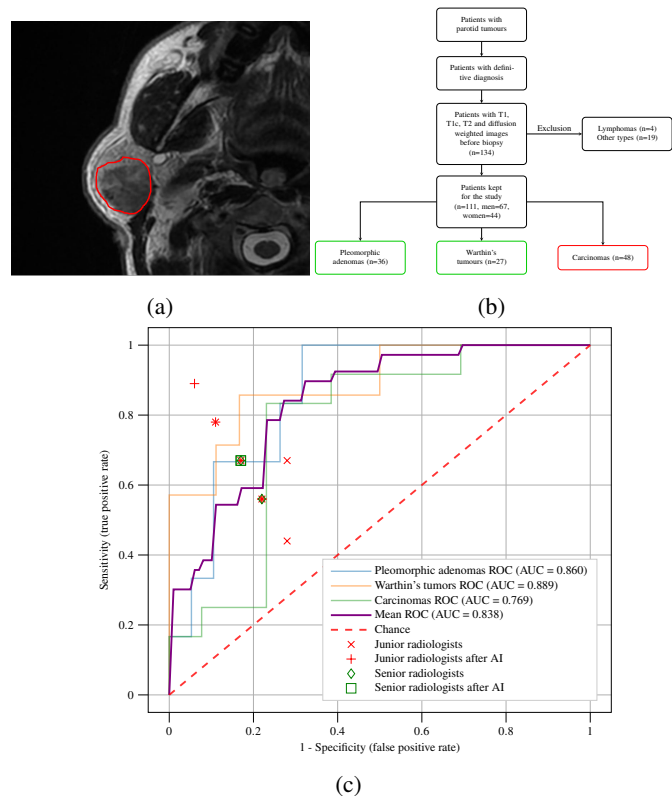 Patients with
parotid tumours
Patients with defini-
tive diagnosis
Patients with T1,
T1c, T2 and diffusion
weighted images
before biopsy
(n=134)
Exclusion
Lymphomas (n=4)
Other types (n=19)
Patients kept
for the study
(n=111, men=67,
women=44)
Pleomorphic
adenomas (n=36)
Warthin's
tumours (n=27)
Carcinomas (n=48)
(a)
(b)
1
0.8
0.6
0.4
0.2
0
Sensitivity (true positive rate)
Pleomorphic adenomas ROC (AUC = 0.860)
Warthin's tumors ROC (AUC = 0.889)
Carcinomas ROC (AUC = 0.769)
Mean ROC (AUC = 0.838)
Chance
Junior radiologists
Junior radiologists after AI
Senior radiologists
Senior radiologists after AI
0
0.2
0.4
0.6
0.8
1
1 - Specificity (false positive rate)
(c)